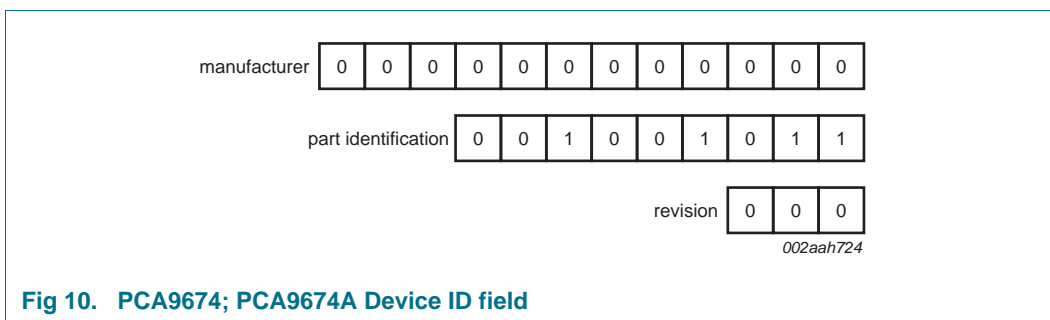 manufacturer 0 0 0 0 0 0 0 0 0 0 0 0
part identification 0 0 1 0 0 1 0 1 1
revision 0 0 0
002aah724
Fig 10. PCA9674; PCA9674A Device ID field